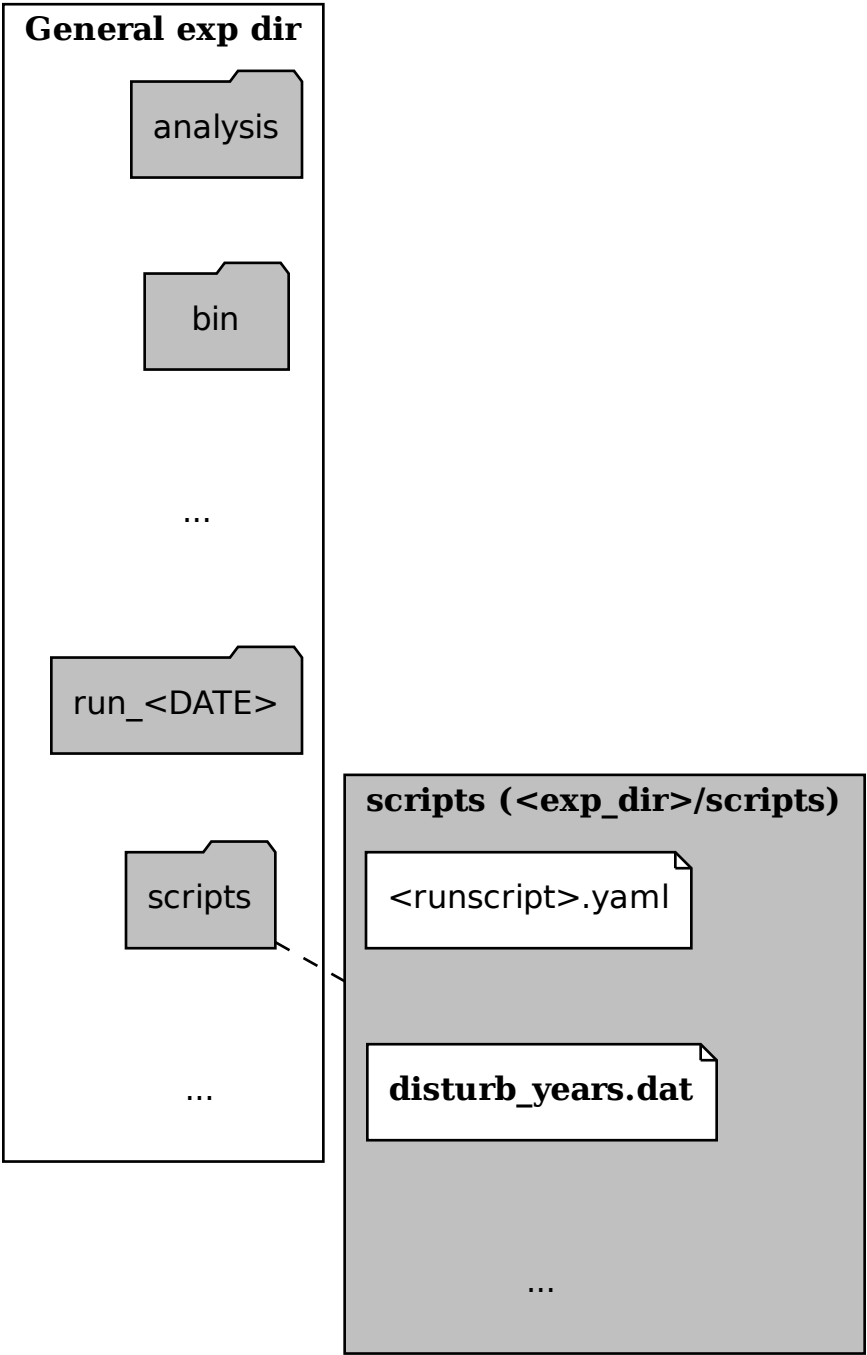 General exp dir
analysis
bin
...
run_<DATE>
scripts
...
scripts (<exp_dir>/scripts)
<runscript>.yaml
disturb_years.dat
...